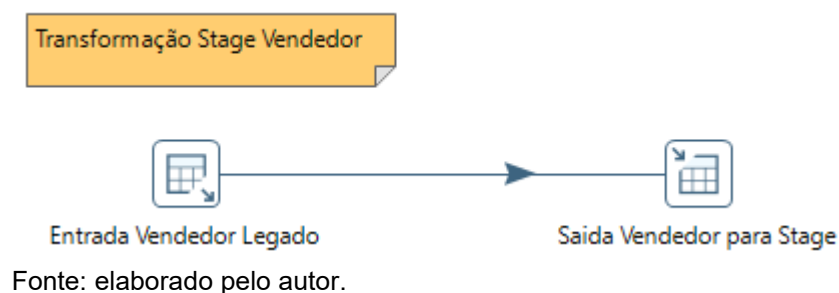 Transformação Stage Vendedor
Entrada Vendedor Legado
Saida Vendedor para Stage
Fonte: elaborado pelo autor.